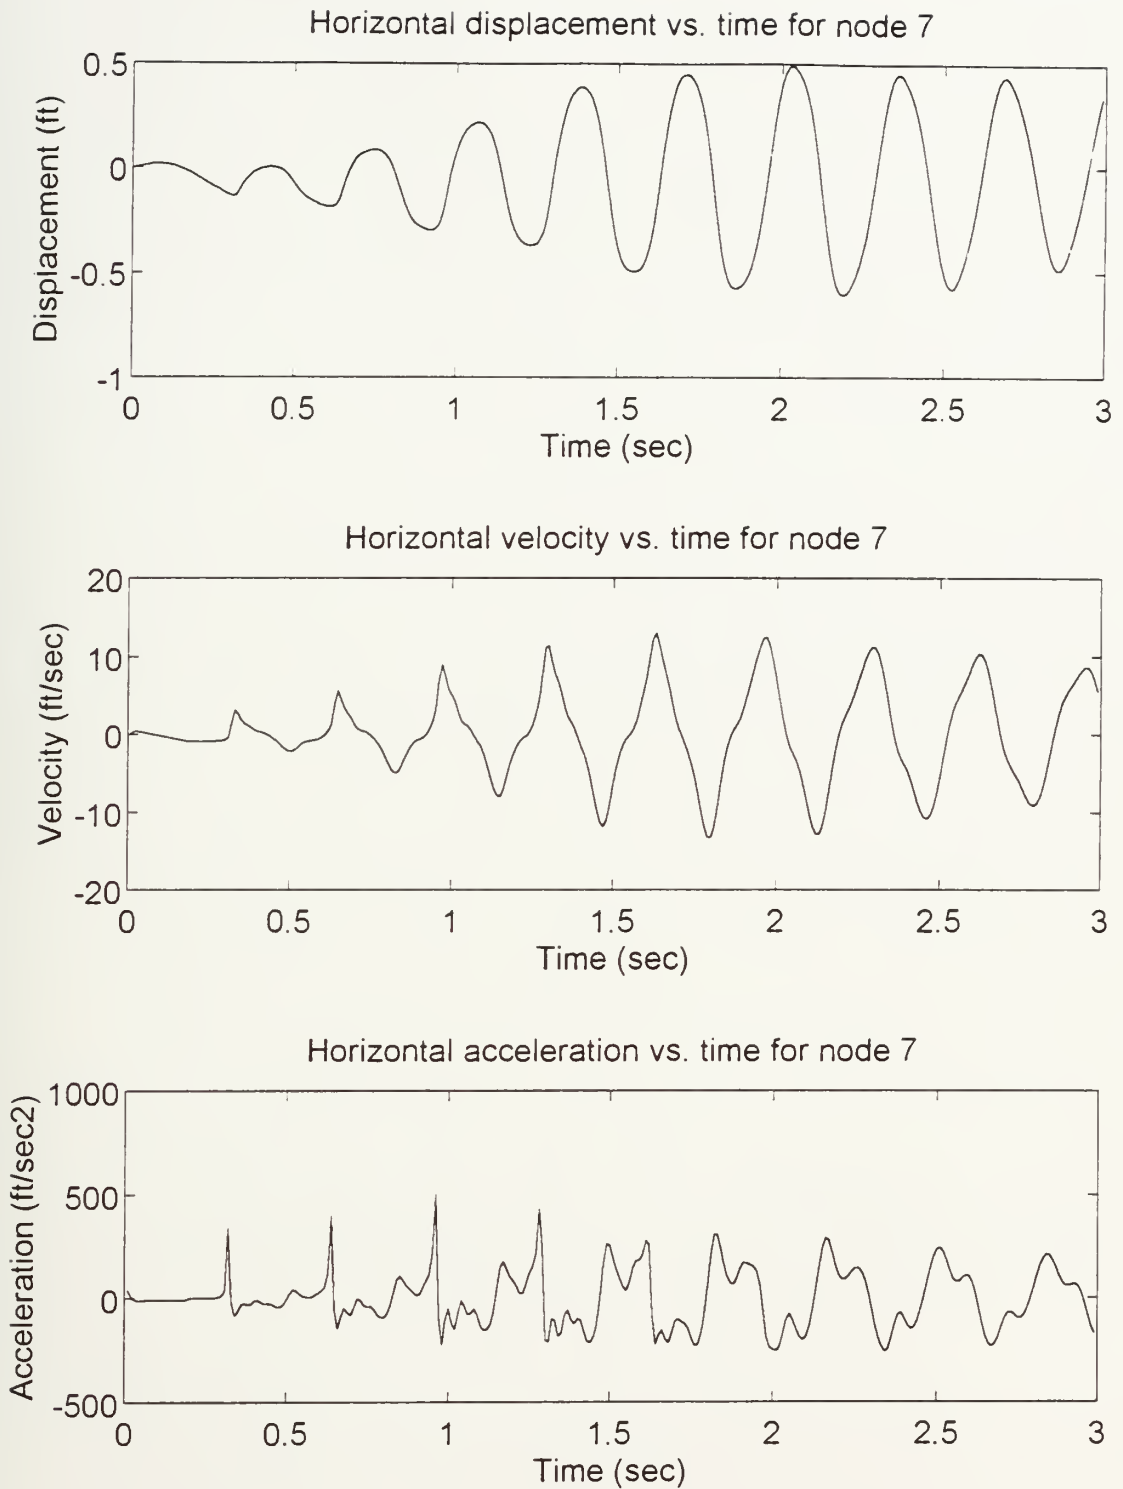 Horizontal displacement vs. time for node 7
Displacement (ft)
0.5
0
-0.5
-1
0 0.5 1 1.5 2 2.5 3
Time (sec)
Horizontal velocity vs. time for node 7
Velocity (ft/sec)
20
10
0
-10
-20
0 0.5 1 1.5 2 2.5 3
Time (sec)
Horizontal acceleration vs. time for node 7
Acceleration (ft/sec2)
1000
500
0
-500
0 0.5 1 1.5 2 2.5 3
Time (sec)